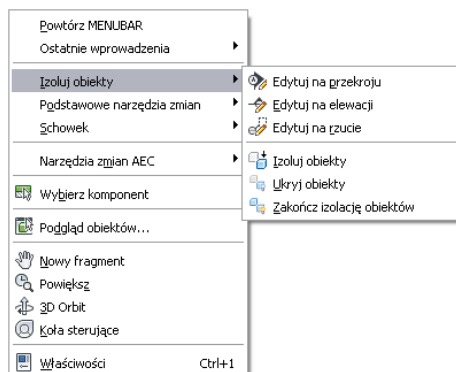 Powtórz MENUBAR
Ostatnie wprowadzenia
Izoluj obiekty
Podstawowe narzędzia zmian
Schowek
Narzędzia zmian AEC
Wybierz komponent
Podgląd obiektów...
Nowy fragment
Powiększ
3D Orbit
Koła sterujące
Właściwości Ctrl+1
Edytuj na przekroju
Edytuj na elewacji
Edytuj na rzucie
Izoluj obiekty
Ukryj obiekty
Zakończ izolację obiektów